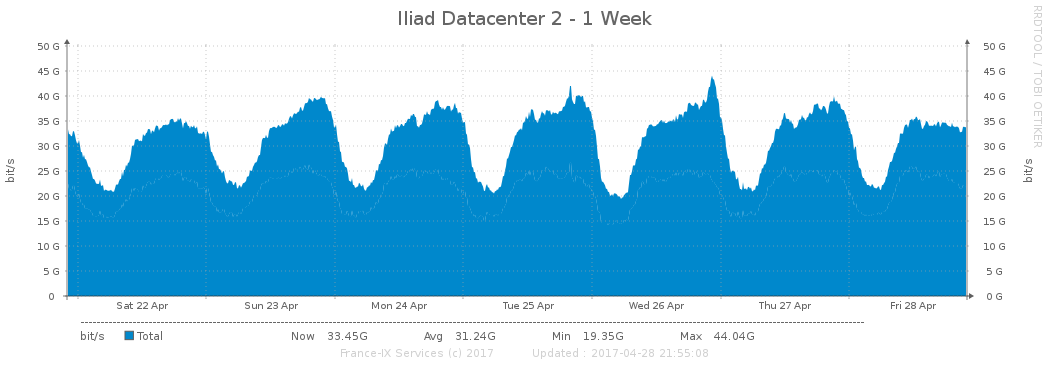 Iliad Datacenter 2 - 1 Week
RRDTOOL / TOBI OETIKER
50 G 50 G
45 G 45 G
40 G 40 G
35 G 35 G
30 G 30 G
25 G 25 G
20 G 20 G
15 G 15 G
10 G 10 G
5 G 5 G
0 0 G
bit/s bit/s
Sat 22 Apr Sun 23 Apr Mon 24 Apr Tue 25 Apr Wed 26 Apr Thu 27 Apr Fri 28 Apr
bit/s Total Now 33.45G Avg 31.24G Min 19.35G Max 44.04G
France-IX Services (c) 2017 Updated : 2017-04-28 21:55:08